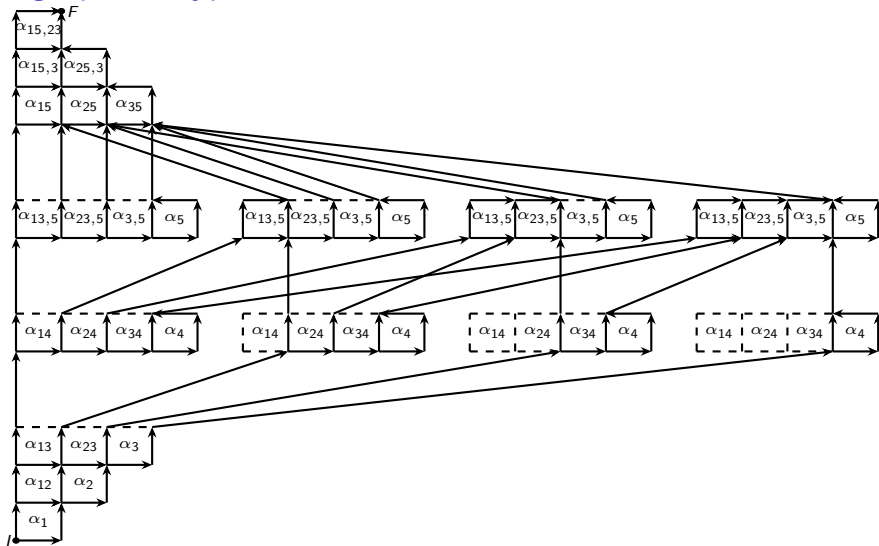 F
α15,23
α15,3 α25,3
α15 α25 α35
α13,5 α23,5 α3,5 α5 α13,5 α23,5 α3,5 α5 α13,5 α23,5 α3,5 α5 α13,5 α23,5 α3,5 α5
α14 α24 α34 α4 α14 α24 α34 α4 α14 α24 α34 α4 α14 α24 α34 α4
α13 α23 α3
α12 α2
α1
I